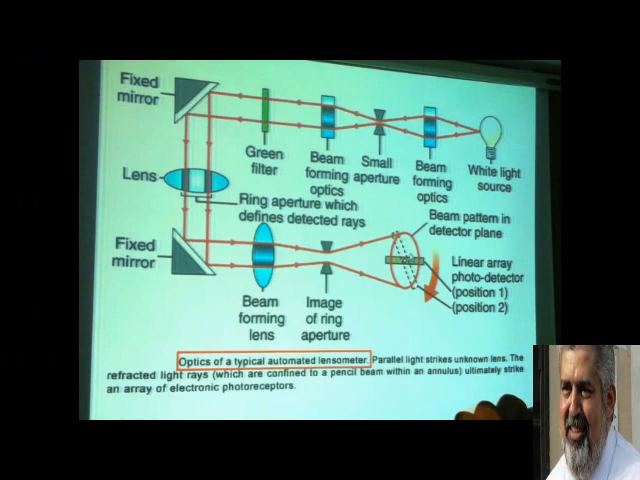 Fixed
mirror
Green
filter
Beam
forming
optics
Small
aperture
Beam
forming
optics
White light
source
Lens
Ring aperture which
defines detected rays
Beam pattern in
detector plane
Fixed
mirror
Linear array
photo-detector
(position 1)
(position 2)
Beam
forming
lens
Image
of ring
aperture
Optics of a typical automated lensometer. Parallel light strikes unknown lens. The
refracted light rays (which are confined to a pencil beam within an annulus) ultimately strike
an array of electronic photoreceptors.